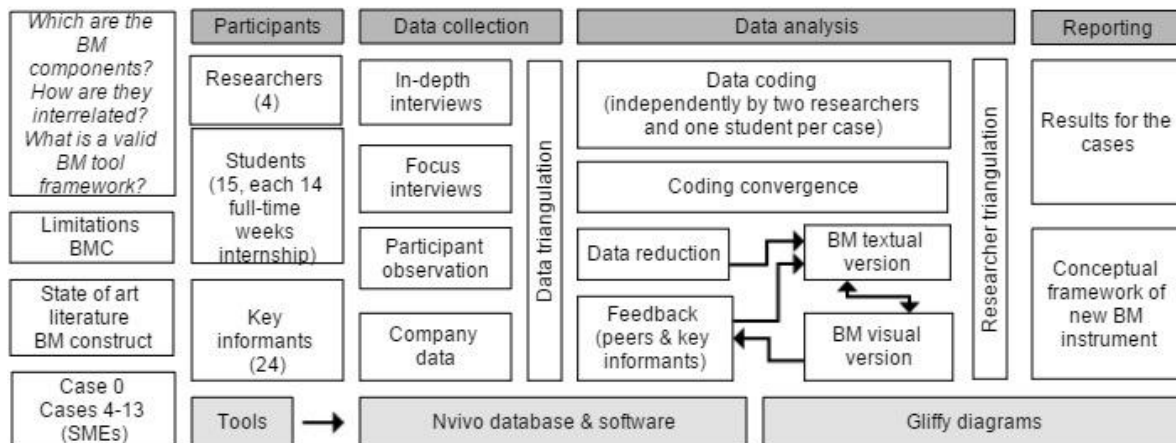 Which are the
BM
components?
How are they
interrelated?
What is a valid
BM tool
framework?
Limitations
BMC
State of art
literature
BM construct
Case 0
Cases 4-13
(SMEs)
Participants
Researchers
(4)
Students
(15, each 14
full-time
weeks
internship)
Key
informants
(24)
Data collection
In-depth
interviews
Focus
interviews
Participant
observation
Company
data
Data triangulation
Data analysis
Data coding
(independently by two researchers
and one student per case)
Coding convergence
Data reduction
BM textual
version
Feedback
(peers & key
informants)
BM visual
version
Researcher triangulation
Reporting
Results for the
cases
Conceptual
framework of
new BM
instrument
Tools
Nvivo database & software
Gliffy diagrams